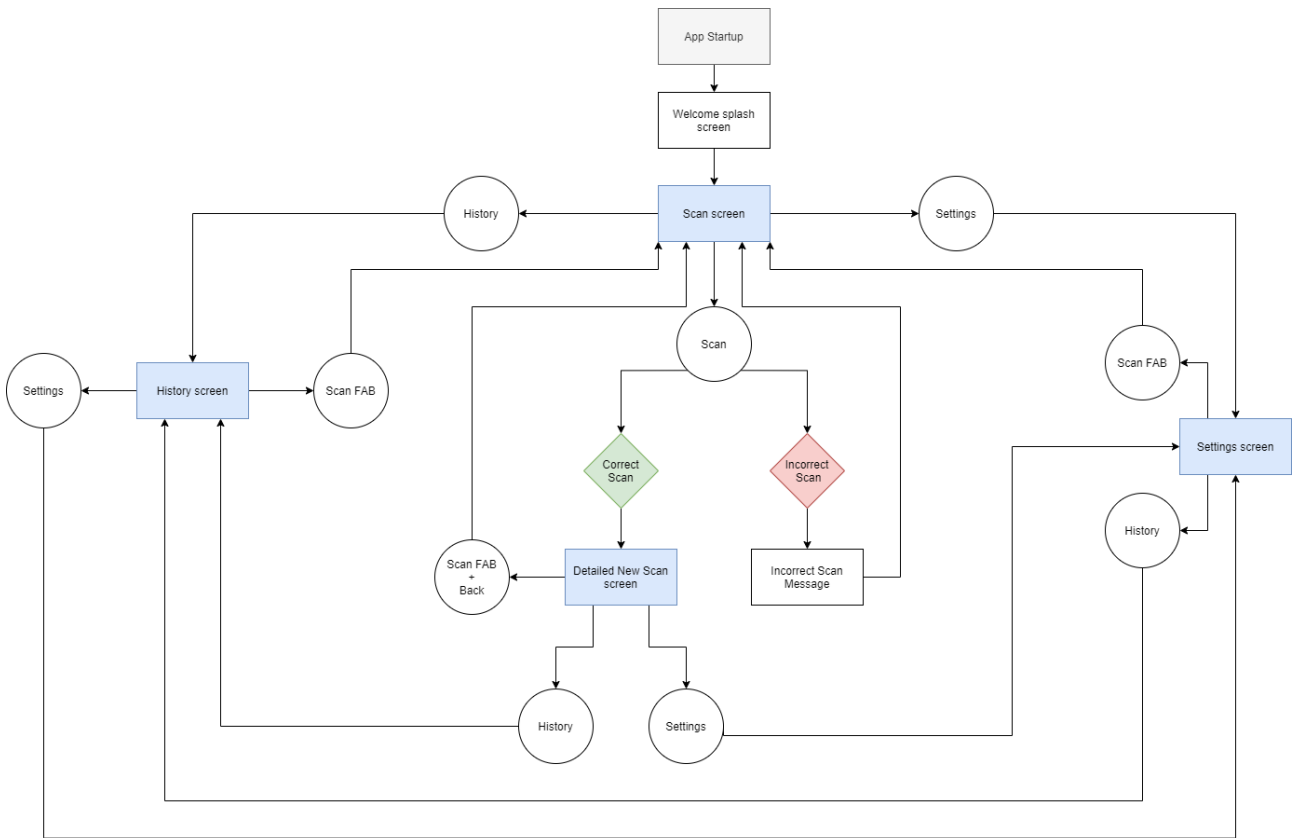 App Startup
Welcome splash
screen
History
Scan screen
Settings
Scan
Settings
History screen
Scan FAB
Scan FAB
Settings screen
Correct
Scan
Incorrect
Scan
History
Scan FAB
+
Back
Detailed New Scan
screen
Incorrect Scan
Message
History
Settings